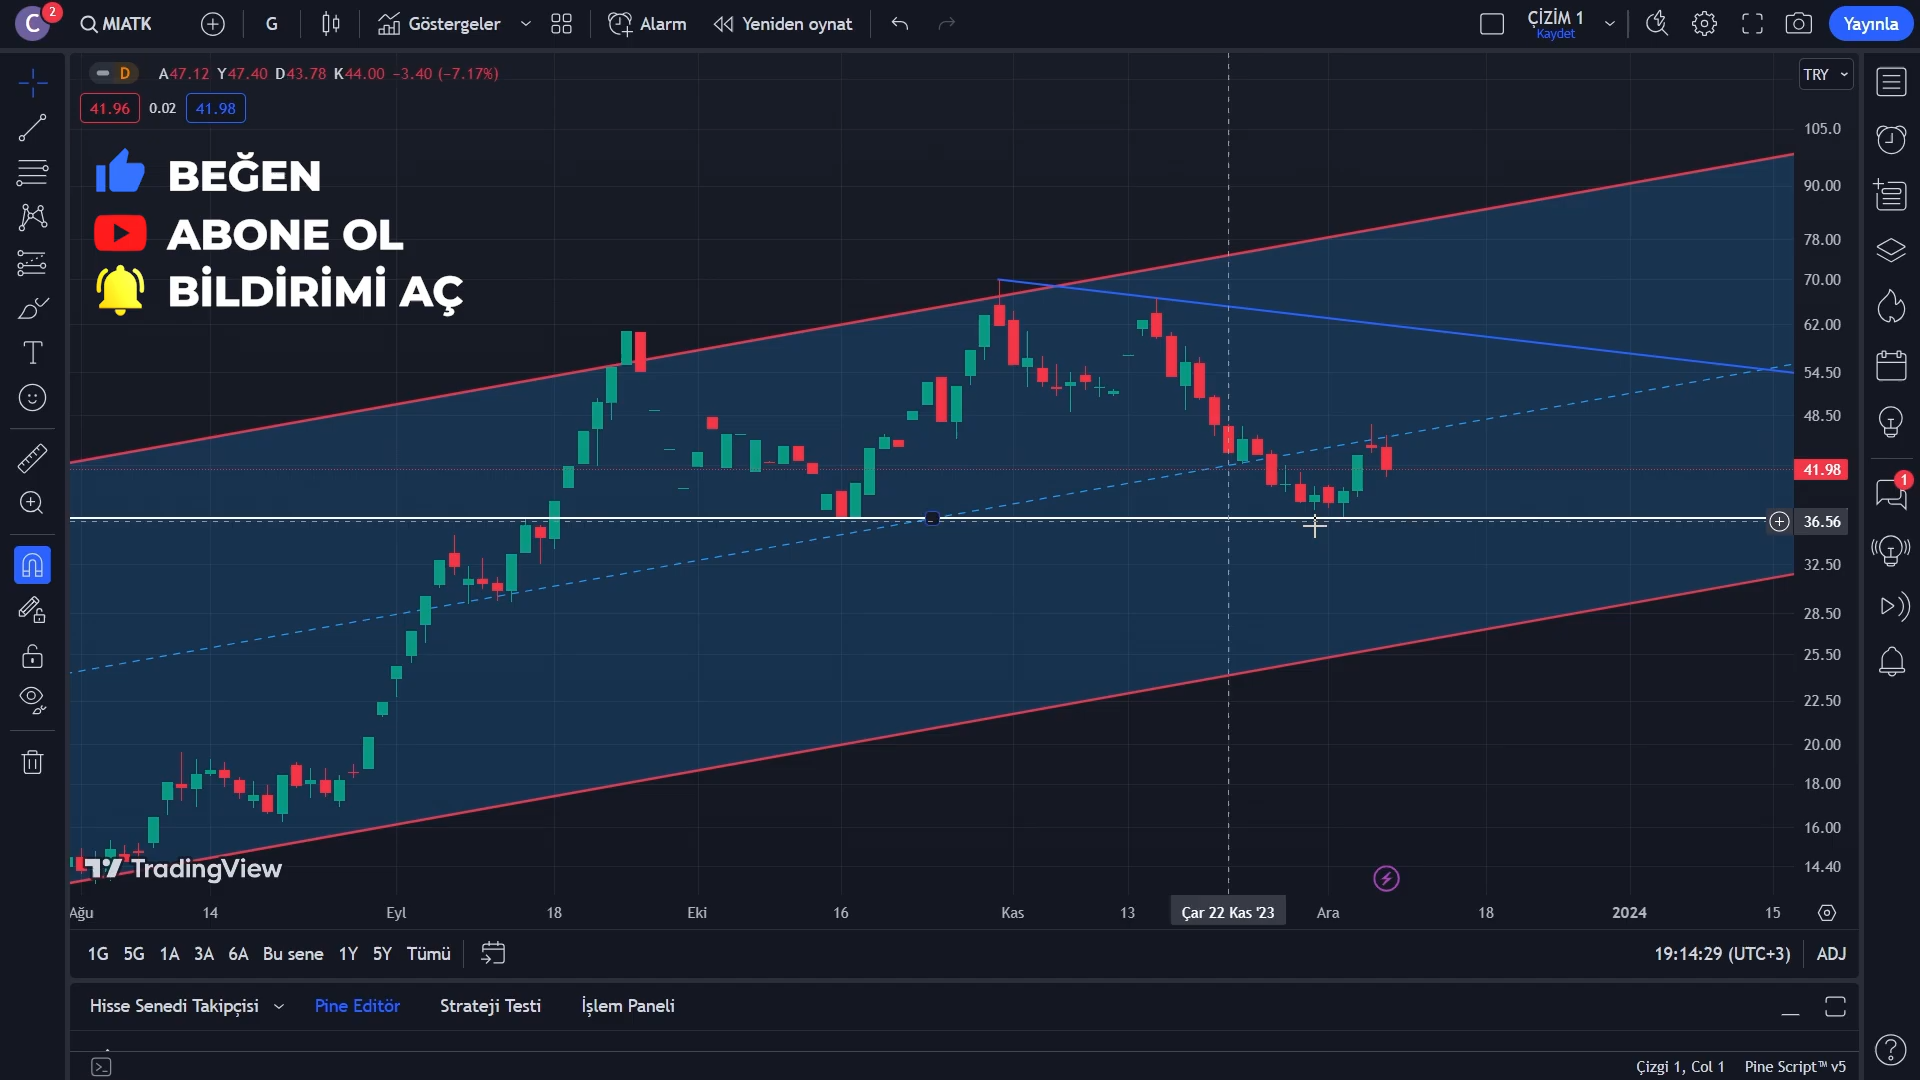 C 2 MIATK G Göstergeler Alarm Yeniden oynat ÇİZİM 1 Kaydet Yayınla
D A47.12 Y47.40 D43.78 K44.00 −3.40 (−7.17%) TRY
41.96 0.02 41.98
BEĞEN
ABONE OL
BİLDİRİMİ AÇ
105.0
90.00
78.00
70.00
62.00
54.50
48.50
41.98
1
36.56
32.50
28.50
25.50
22.50
20.00
18.00
16.00
14.40
TradingView
Ağu 14 Eyl 18 Eki 16 Kas 13 Çar 22 Kas '23 Ara 18 2024 15
1G 5G 1A 3A 6A Bu sene 1Y 5Y Tümü 19:14:29 (UTC+3) ADJ
Hisse Senedi Takipçisi Pine Editör Strateji Testi İşlem Paneli
Çizgi 1, Col 1 Pine Script™ v5